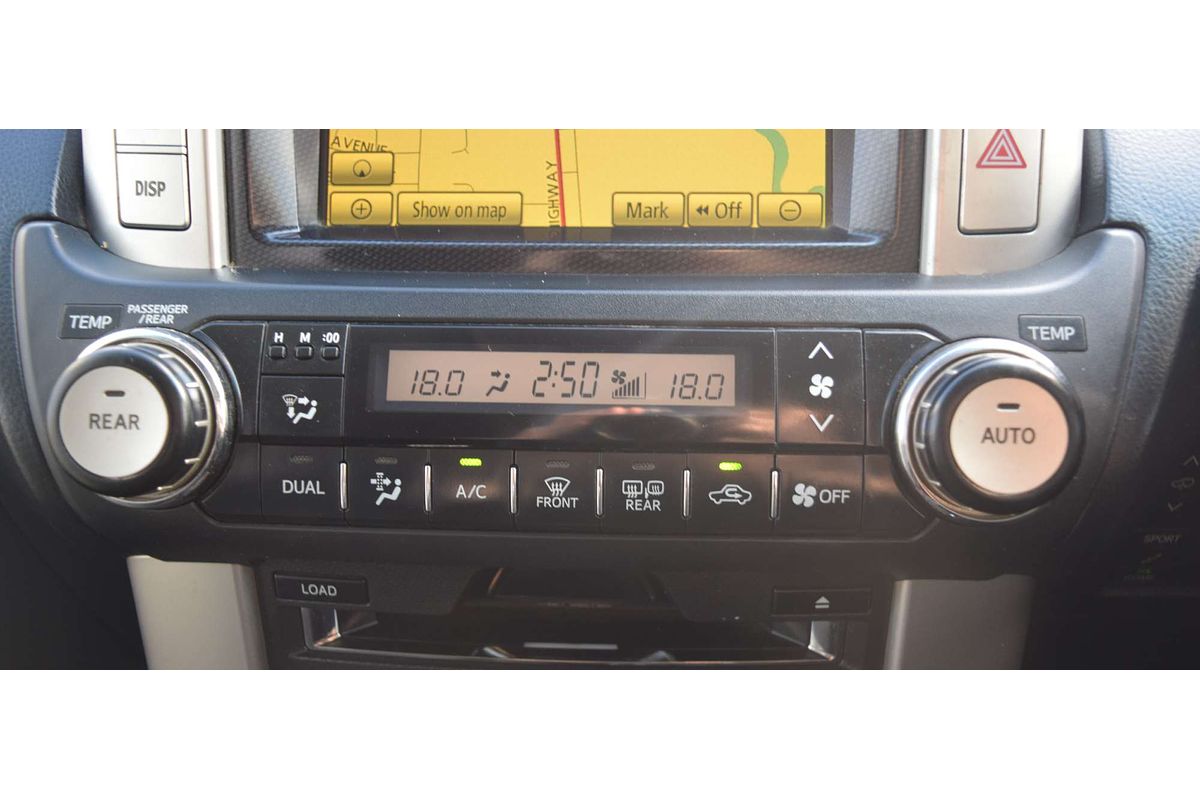 AVENUE
HIGHWAY
DISP
Show on map
Mark
Off
TEMP
PASSENGER
/REAR
TEMP
H M :00
18.0 2:50 18.0
REAR
AUTO
DUAL
A/C
FRONT
REAR
OFF
SPORT
LOAD